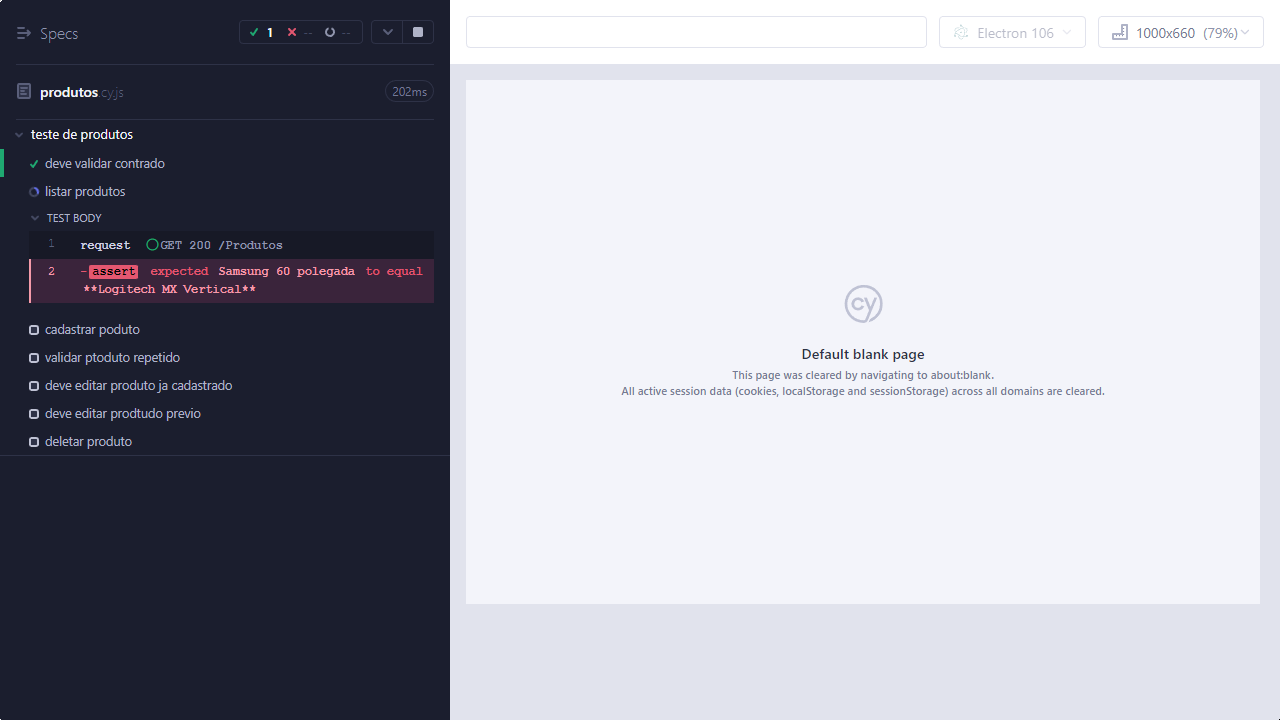 Specs
1 -- --
produtos.cy.js
202ms
teste de produtos
deve validar contrado
listar produtos
TEST BODY
1 request GET 200 /Produtos
2 -assert expected Samsung 60 polegada to equal
**Logitech MX Vertical**
cadastrar poduto
validar ptoduto repetido
deve editar produto ja cadastrado
deve editar prodtudo previo
deletar produto
Electron 106
1000x660 (79%)
cy
Default blank page
This page was cleared by navigating to about:blank.
All active session data (cookies, localStorage and sessionStorage) across all domains are cleared.